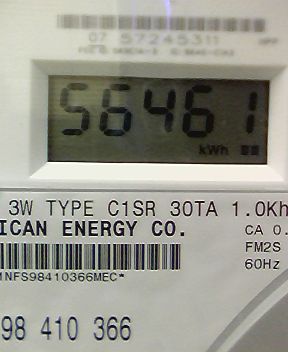 07 57245311
56461
kWh
3W TYPE C1SR 30TA 1.0Kh
ICAN ENERGY CO.
CA 0.
FM2S
60Hz
NFS98410366MEC*
98 410 366